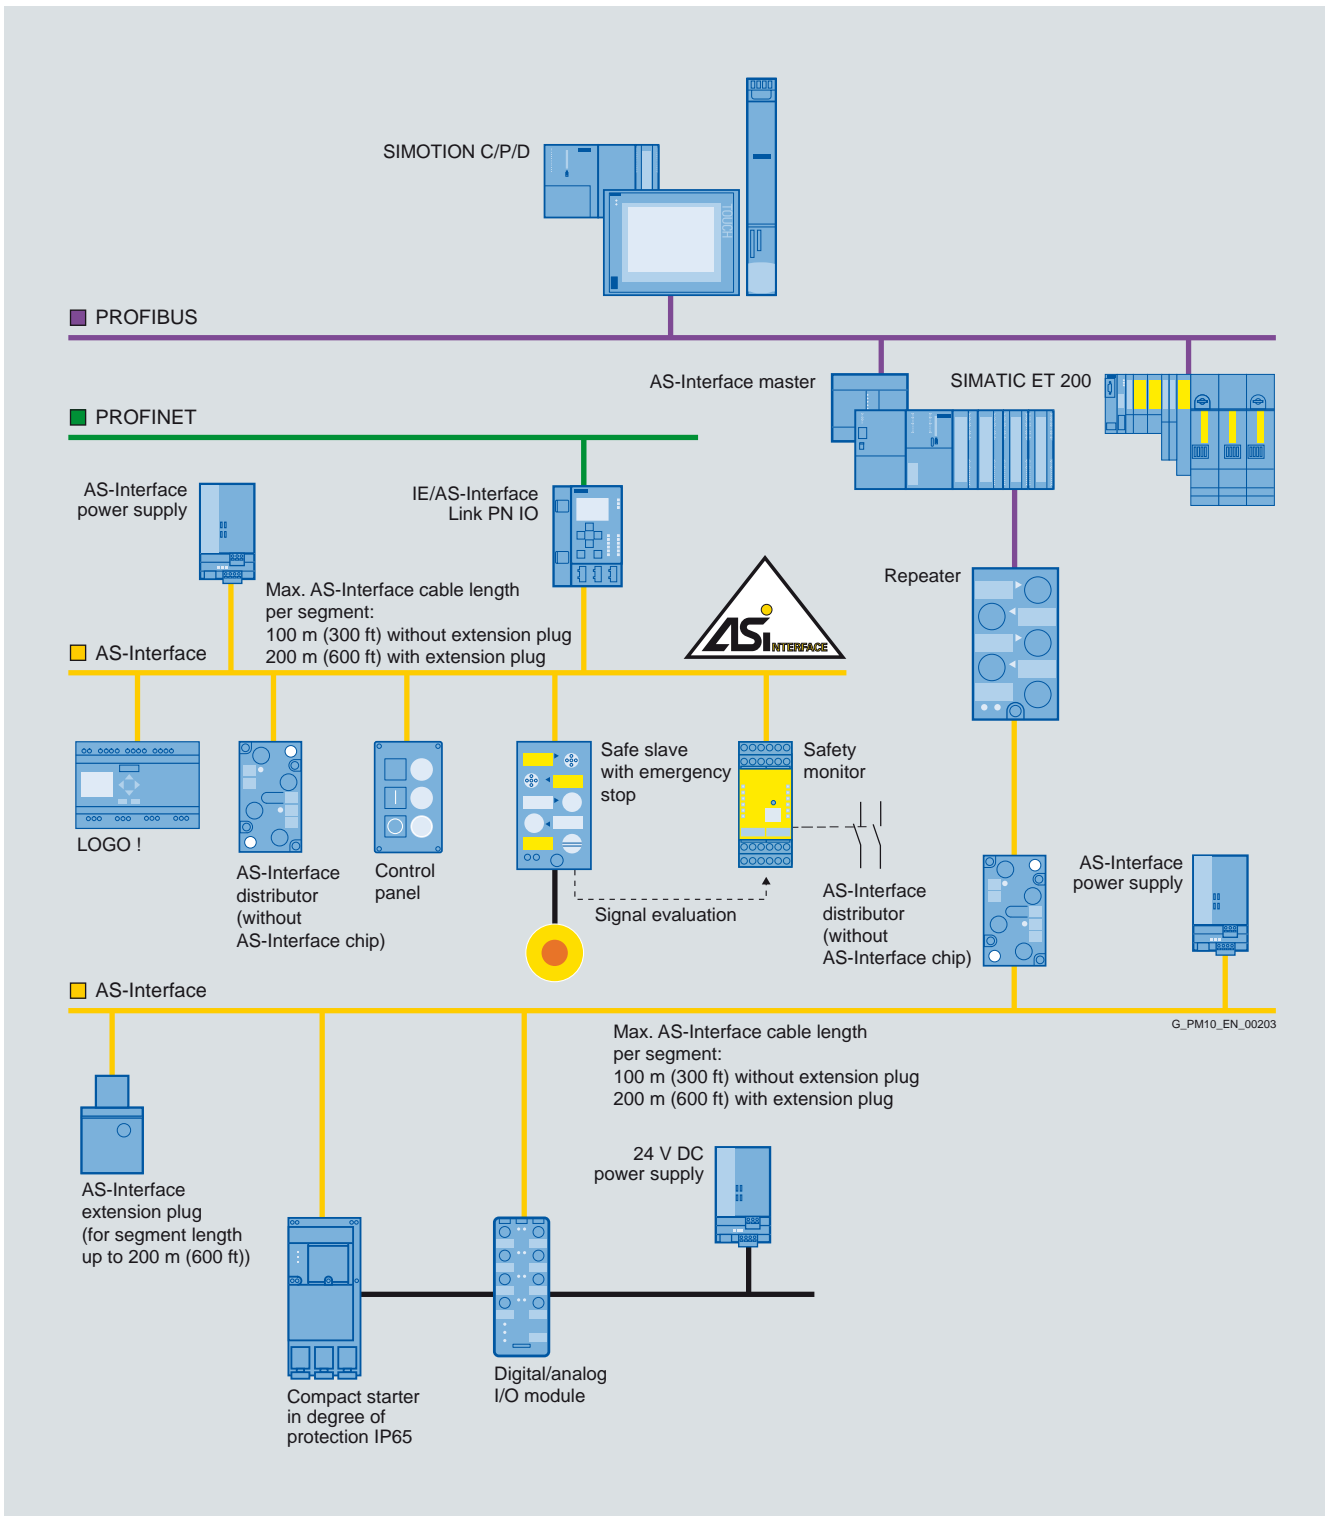 SIMOTION C/P/D
TOUCH
PROFIBUS
AS-Interface master
SIMATIC ET 200
PROFINET
AS-Interface
power supply
IE/AS-Interface
Link PN IO
Max. AS-Interface cable length
per segment:
100 m (300 ft) without extension plug
200 m (600 ft) with extension plug
ASi INTERFACE
Repeater
AS-Interface
LOGO !
AS-Interface
distributor
(without
AS-Interface chip)
Control
panel
Safe slave
with emergency
stop
Safety
monitor
Signal evaluation
AS-Interface
distributor
(without
AS-Interface chip)
AS-Interface
power supply
AS-Interface
G_PM10_EN_00203
Max. AS-Interface cable length
per segment:
100 m (300 ft) without extension plug
200 m (600 ft) with extension plug
AS-Interface
extension plug
(for segment length
up to 200 m (600 ft))
24 V DC
power supply
Compact starter
in degree of
protection IP65
Digital/analog
I/O module